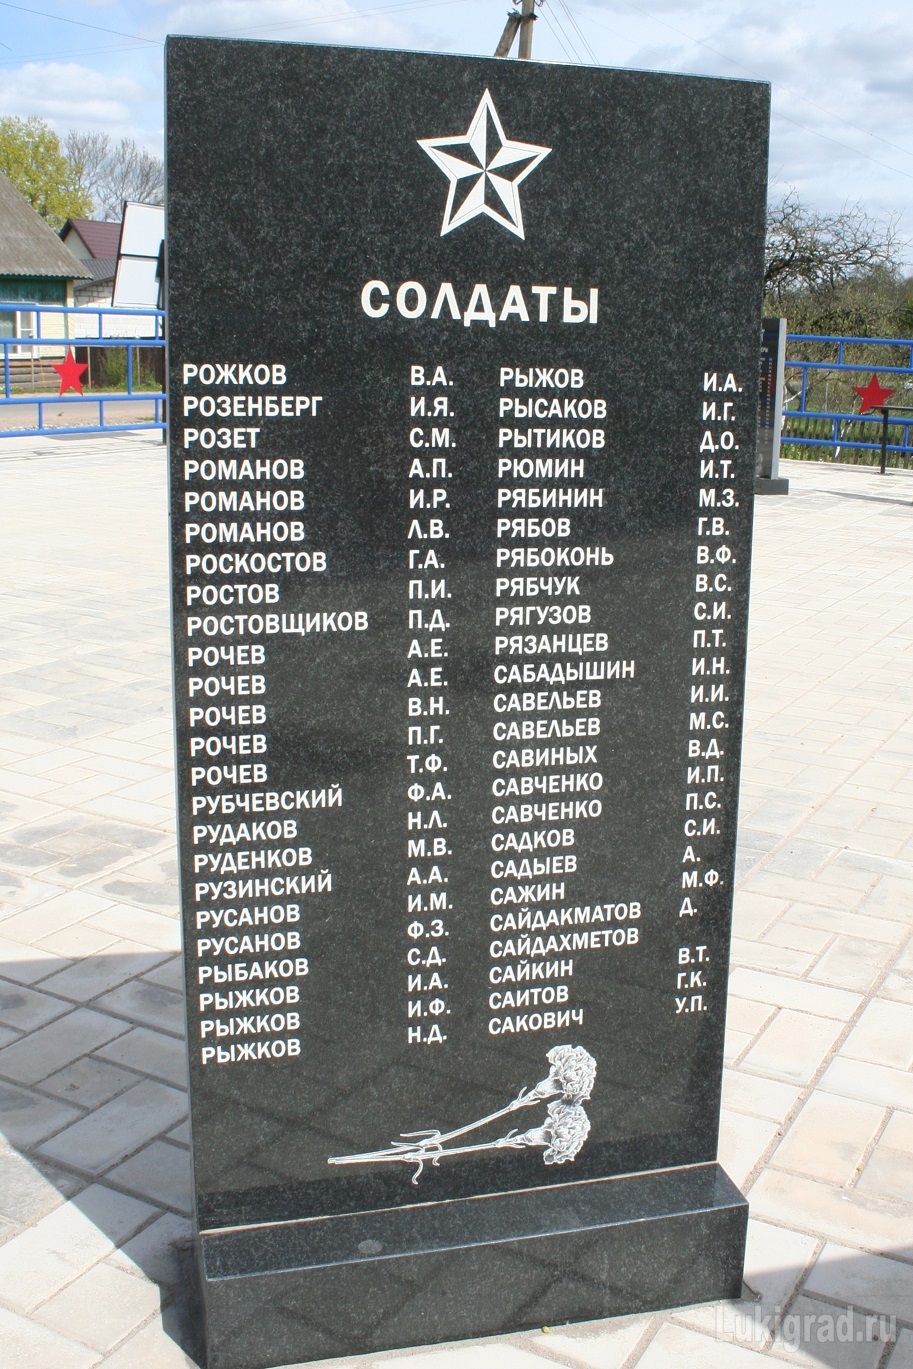 СОЛДАТЫ
РОЖКОВ В.А. РЫЖОВ И.А.
РОЗЕНБЕРГ И.Я. РЫСАКОВ И.Г.
РОЗЕТ С.М. РЫТИКОВ Д.О.
РОМАНОВ А.П. РЮМИН И.Т.
РОМАНОВ И.Р. РЯБИНИН М.З.
РОМАНОВ Л.В. РЯБОВ Г.В.
РОСКОСТОВ Г.А. РЯБОКОНЬ В.Ф.
РОСТОВ П.И. РЯБЧУК В.С.
РОСТОВЩИКОВ П.Д. РЯГУЗОВ С.И.
РОЧЕВ А.Е. РЯЗАНЦЕВ П.Т.
РОЧЕВ А.Е. САБАДЫШИН И.Н.
РОЧЕВ В.Н. САВЕЛЬЕВ И.И.
РОЧЕВ П.Г. САВЕЛЬЕВ М.С.
РОЧЕВ Т.Ф. САВИНЫХ В.Д.
РУБЧЕВСКИЙ Ф.А. САВЧЕНКО И.П.
РУДАКОВ Н.Л. САВЧЕНКО П.С.
РУДЕНКОВ М.В. САДКОВ С.И.
РУЗИНСКИЙ А.А. САДЫЕВ А.
РУСАНОВ И.М. САЖИН М.Ф.
РУСАНОВ Ф.З. САЙДАКМАТОВ Д.
РЫБАКОВ С.Д. САЙДАХМЕТОВ
РЫЖКОВ И.А. САЙКИН В.Т.
РЫЖКОВ И.Ф. САИТОВ Г.К.
РЫЖКОВ Н.Д. САКОВИЧ У.П.
Lukigrad.ru